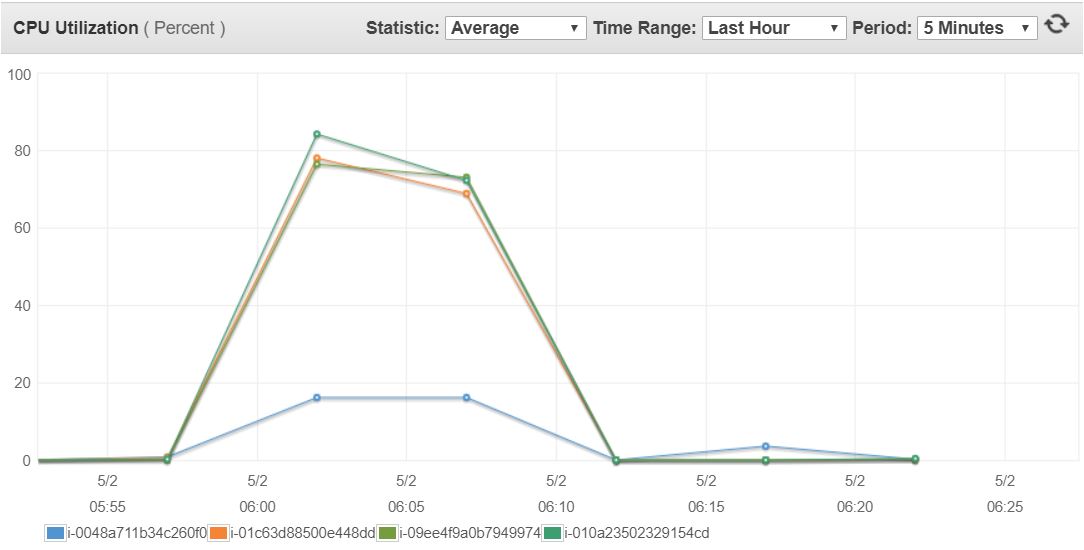 CPU Utilization ( Percent ) Statistic: Average Time Range: Last Hour Period: 5 Minutes
100
80
60
40
20
0
5/2 5/2 5/2 5/2 5/2 5/2 5/2
05:55 06:00 06:05 06:10 06:15 06:20 06:25
i-0048a711b34c260f0 i-01c63d88500e448dd i-09ee4f9a0b7949974 i-010a23502329154cd